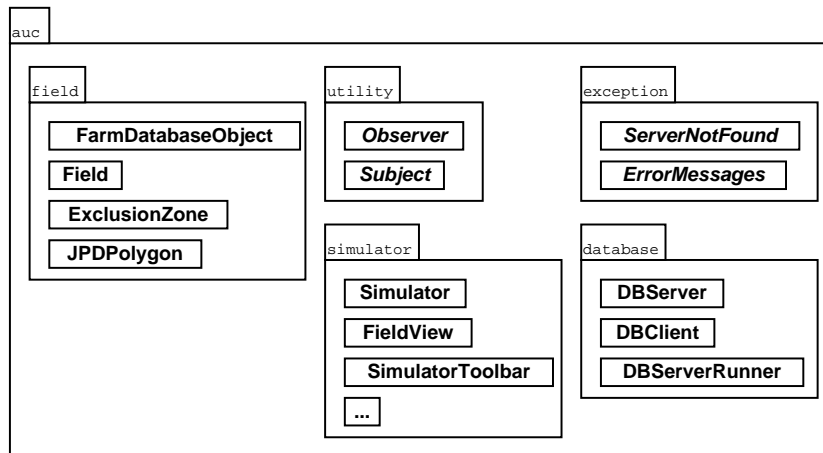 auc
field
FarmDatabaseObject
Field
ExclusionZone
JPDPolygon
utility
Observer
Subject
exception
ServerNotFound
ErrorMessages
simulator
Simulator
FieldView
SimulatorToolbar
...
database
DBServer
DBClient
DBServerRunner